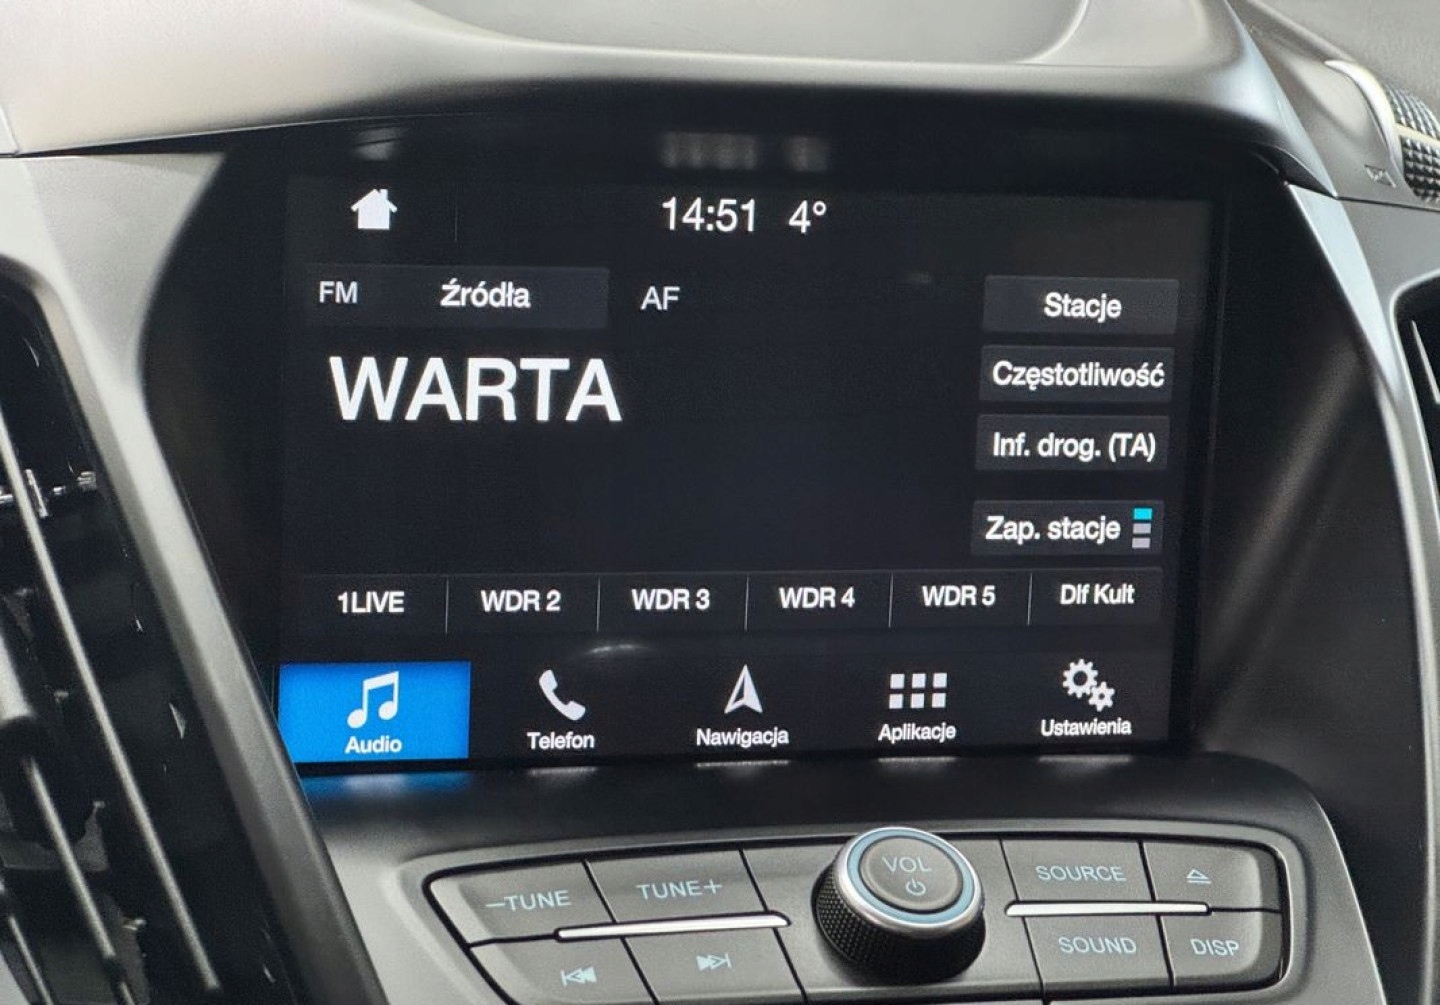 14:51 4°
FM Źródła AF
Stacje
WARTA
Częstotliwość
Inf. drog. (TA)
Zap. stacje
1LIVE WDR 2 WDR 3 WDR 4 WDR 5 Dlf Kult
Audio Telefon Nawigacja Aplikacje Ustawienia
–TUNE TUNE+ VOL SOURCE
SOUND DISP